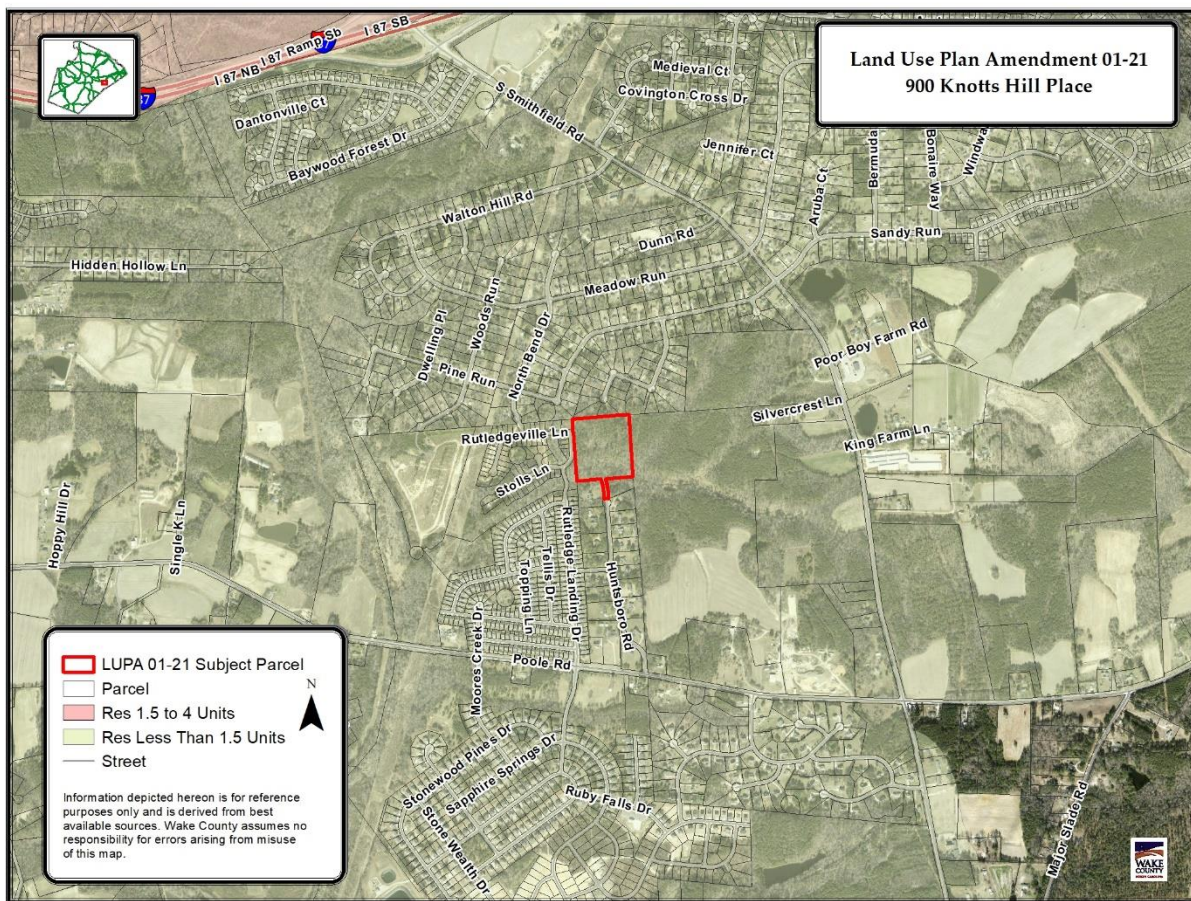 Land Use Plan Amendment 01-21
900 Knotts Hill Place
I 87 SB
I 87 Ramp Sb
I 87 NB
87
Medieval Ct
Covington Cross Dr
S Smithfield Rd
Dantonville Ct
Baywood Forest Dr
Jennifer Ct
Aruba Ct
Bermuda
Bonaire Way
Windwa
Walton Hill Rd
Dunn Rd
Sandy Run
Hidden Hollow Ln
Meadow Run
Woods Run
Dwelling Pl
North Bend Dr
Pine Run
Poor Boy Farm Rd
Silvercrest Ln
King Farm Ln
Rutledgeville Ln
Stolls Ln
Hoppy Hill Dr
Single K Ln
Rutledge Landing Dr
Tellis Dr
Topping Ln
Huntsboro Rd
Moores Creek Dr
Poole Rd
Stonewood Pines Dr
Sapphire Springs Dr
Ruby Falls Dr
Stone Wealth Dr
Major Slade Rd
LUPA 01-21 Subject Parcel
Parcel
Res 1.5 to 4 Units
Res Less Than 1.5 Units
Street
N
Information depicted hereon is for reference
purposes only and is derived from best
available sources. Wake County assumes no
responsibility for errors arising from misuse
of this map.
WAKE
COUNTY